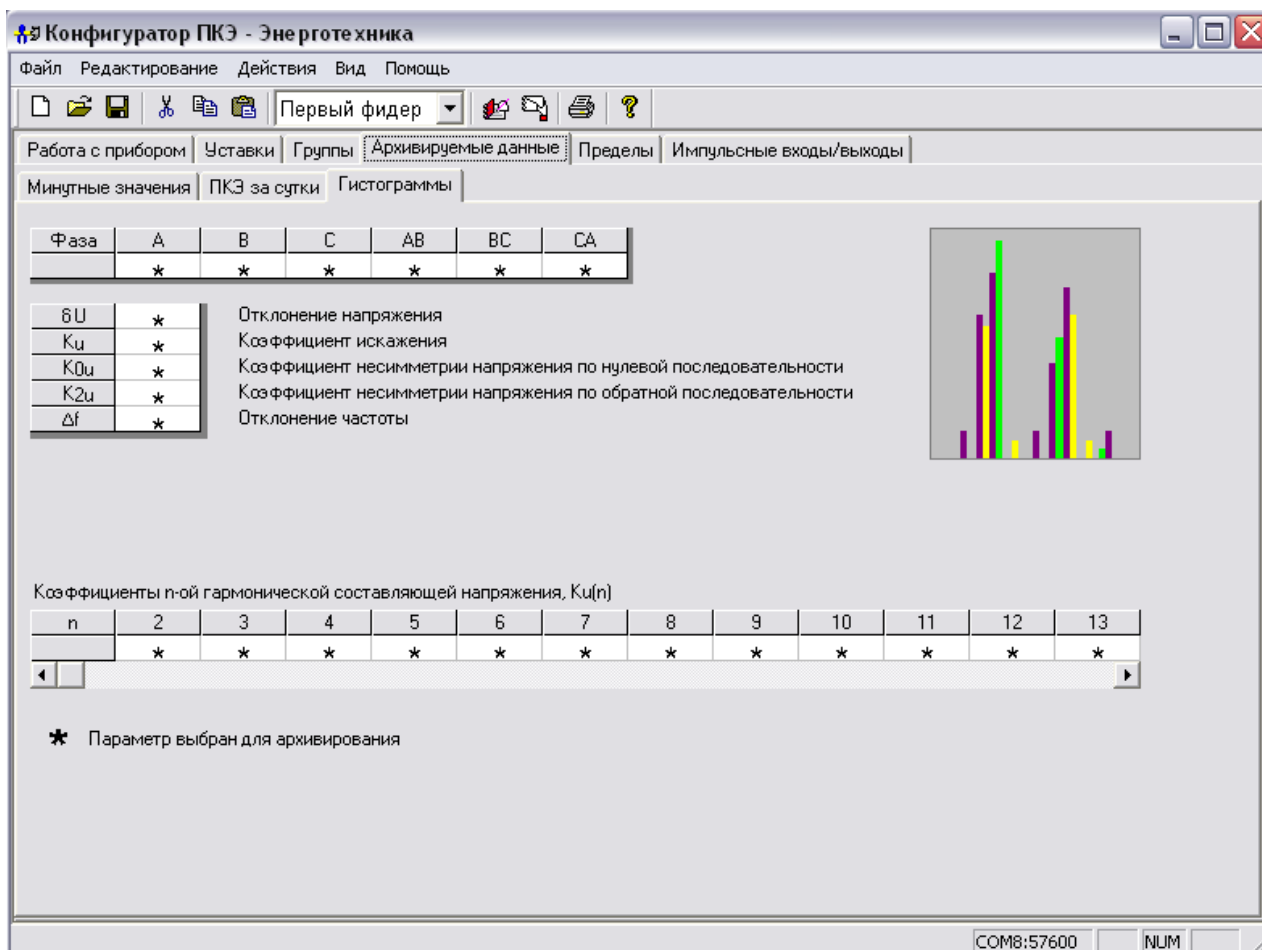 Конфигуратор ПКЭ - Энерготехника
Файл Редактирование Действия Вид Помощь
Первый фидер
Работа с прибором Уставки Группы Архивируемые данные Пределы Импульсные входы/выходы
Минутные значения ПКЭ за сутки Гистограммы
Фаза A B C AB BC CA
* * * * * *
δU * Отклонение напряжения
Ku * Коэффициент искажения
K0u * Коэффициент несимметрии напряжения по нулевой последовательности
K2u * Коэффициент несимметрии напряжения по обратной последовательности
Δf * Отклонение частоты
Коэффициенты n-ой гармонической составляющей напряжения, Ku(n)
n 2 3 4 5 6 7 8 9 10 11 12 13
* * * * * * * * * * * *
* Параметр выбран для архивирования
COM8:57600 NUM